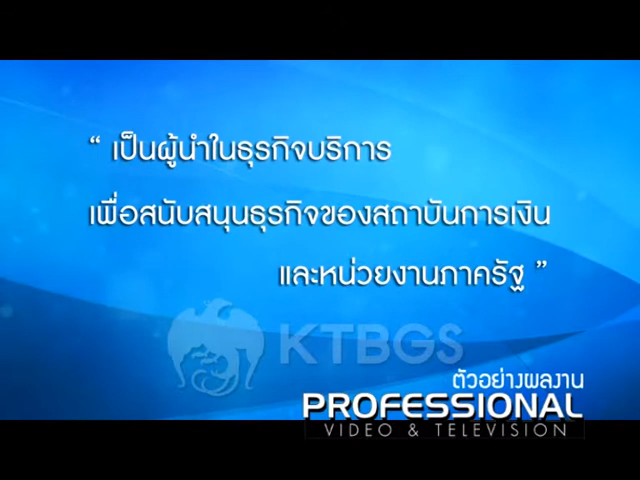 “ เป็นผู้นำในธุรกิจบริการ
เพื่อสนับสนุนธุรกิจของสถาบันการเงิน
และหน่วยงานภาครัฐ ”
KTBGS
ตัวอย่างผลงาน
PROFESSIONAL
VIDEO & TELEVISION